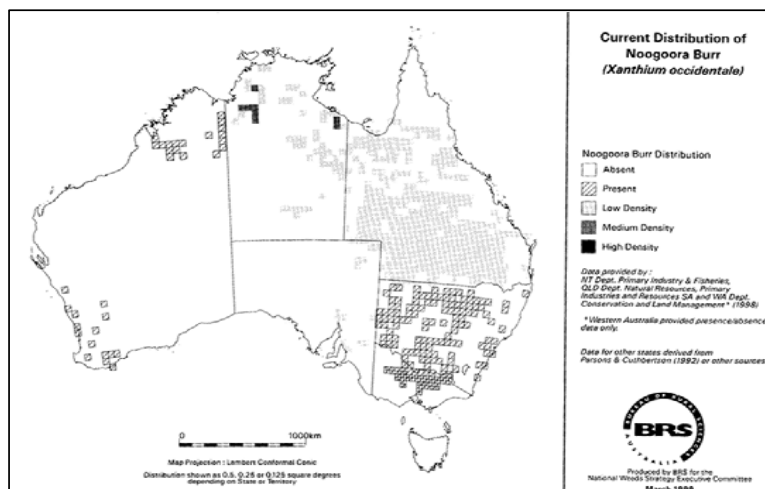 Current Distribution of
Noogoora Burr
(Xanthium occidentale)
Noogoora Burr Distribution
Absent
Present
Low Density
Medium Density
High Density
Data provided by :
NT Dept. Primary Industry & Fisheries,
QLD Dept. Natural Resources, Primary
Industries and Resources SA and WA Dept.
Conservation and Land Management* (1998)
*Western Australia provided presence/absence
data only.
Data for other states derived from
Parsons & Cuthbertson (1992) or other sources
0 1000km
Map Projection : Lambert Conformal Conic
Distribution shown as 0.5, 0.25 or 0.125 square degrees
depending on State or Territory
BUREAU OF RURAL SCIENCES
BRS
AUSTRALIA
Produced by BRS for the
National Weeds Strategy Executive Committee